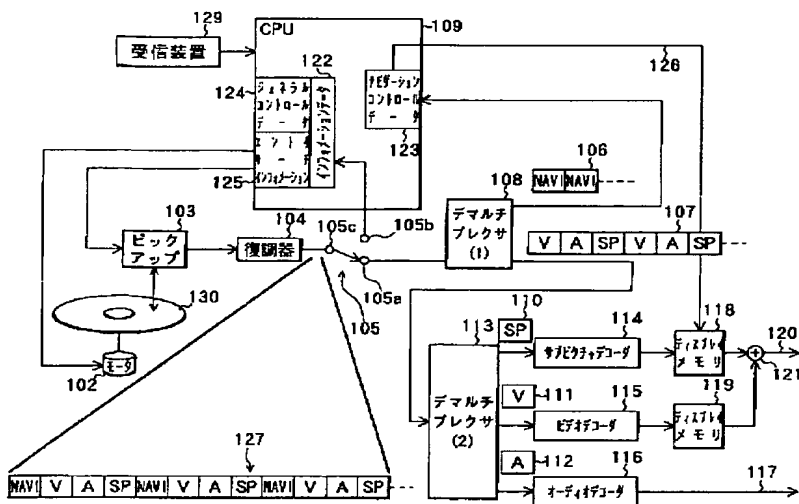 129
受信装置
CPU
109
122
124
ジェネラル
コントロール
データ
インフォメーションデータ
125
インフォメーション
ナビゲーション
コントロール
データ
123
126
106
NAVI NAVI
108
デマルチ
プレクサ
(1)
107
V A SP V A SP
103
ピック
アップ
104
復調器
105c
105b
105a
105
130
102
モータ
110
SP
113
デマルチ
プレクサ
(2)
114
サブピクチャデコーダ
118
ディスプレイ
メモリ
120
121
V
111
115
ビデオデコーダ
119
ディスプレイ
メモリ
A
112
116
オーディオデコーダ
117
127
NAVI V A SP NAVI V A SP NAVI V A SP